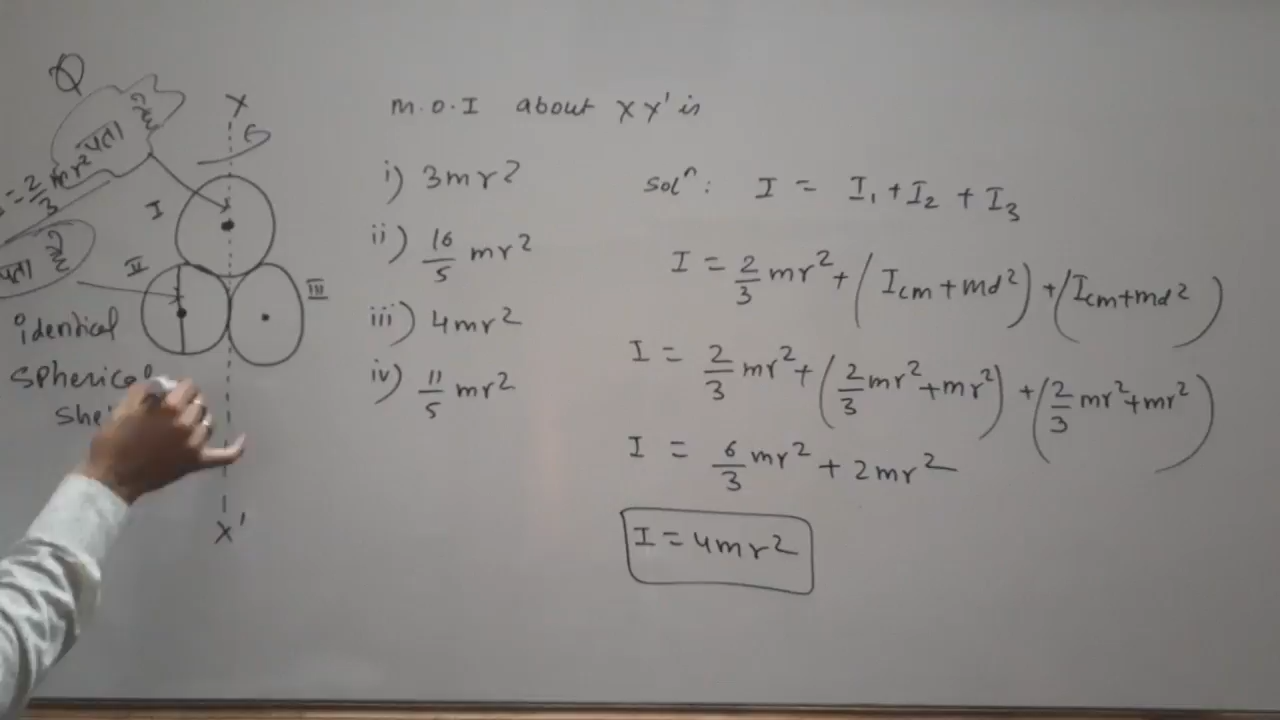 Q
X
m.o.I about xx' is
पतला
= 2/3 mr²
I
i) 3mr²
Solⁿ: I = I₁ + I₂ + I₃
ii) 16/5 mr²
I = 2/3 mr² + (Icm + md²) + (Icm + md²)
II
III
identical
iii) 4mr²
I = 2/3 mr² + (2/3 mr² + mr²) + (2/3 mr² + mr²)
Spherical
iv) 11/5 mr²
I = 6/3 mr² + 2mr²
X'
I = 4mr²